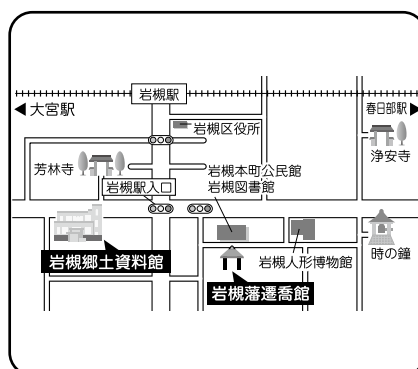 岩槻駅
◀大宮駅
春日部駅▶
岩槻区役所
浄安寺
芳林寺
岩槻本町公民館
岩槻図書館
岩槻駅入口
岩槻郷土資料館
岩槻人形博物館
時の鐘
岩槻藩遷喬館